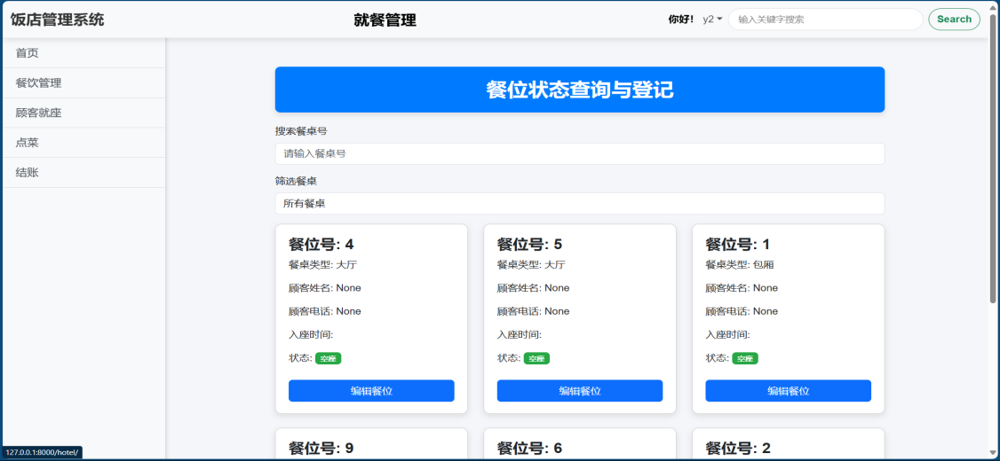 饭店管理系统 就餐管理 你好！ y2 输入关键字搜索 Search
首页
餐饮管理
顾客就座
点菜
结账
餐位状态查询与登记
搜索餐桌号
请输入餐桌号
筛选餐桌
所有餐桌
餐位号: 4
餐桌类型: 大厅
顾客姓名: None
顾客电话: None
入座时间:
状态: 空座
编辑餐位
餐位号: 5
餐桌类型: 大厅
顾客姓名: None
顾客电话: None
入座时间:
状态: 空座
编辑餐位
餐位号: 1
餐桌类型: 包厢
顾客姓名: None
顾客电话: None
入座时间:
状态: 空座
编辑餐位
餐位号: 9
餐位号: 6
餐位号: 2
127.0.0.1:8000/hotel/